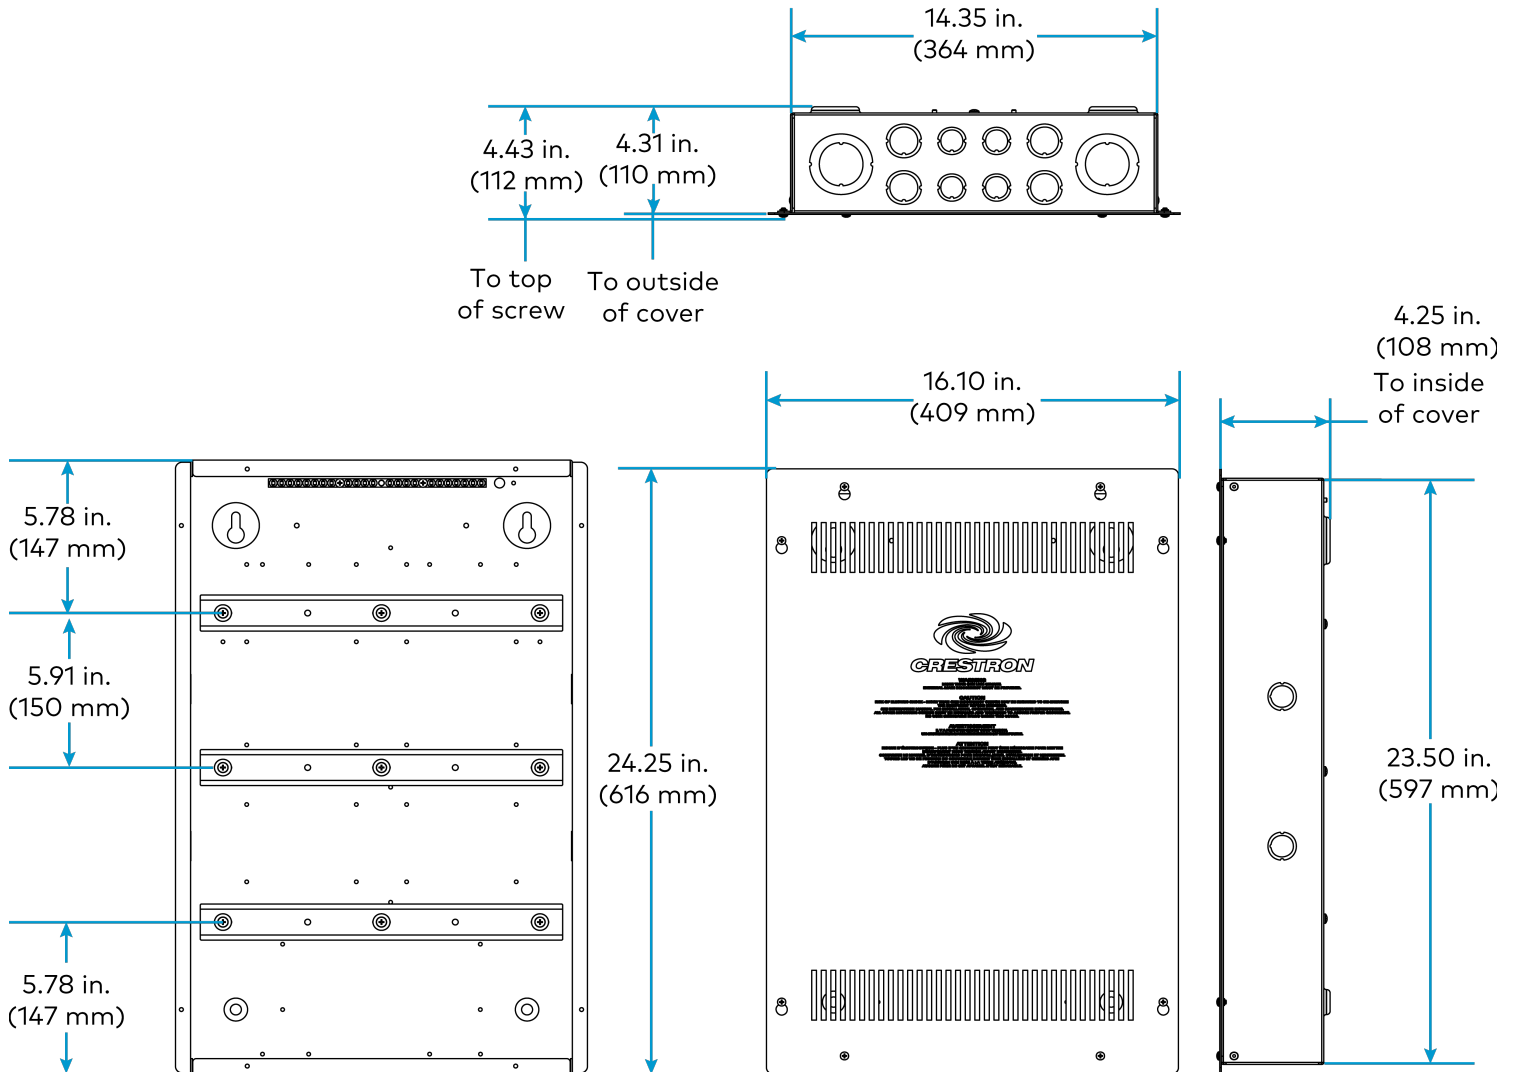 14.35 in.
(364 mm)
4.43 in.
(112 mm)
4.31 in.
(110 mm)
To top
of screw
To outside
of cover
4.25 in.
(108 mm)
To inside
of cover
16.10 in.
(409 mm)
5.78 in.
(147 mm)
5.91 in.
(150 mm)
5.78 in.
(147 mm)
24.25 in.
(616 mm)
CRESTRON
CAUTION
ATTENTION
23.50 in.
(597 mm)